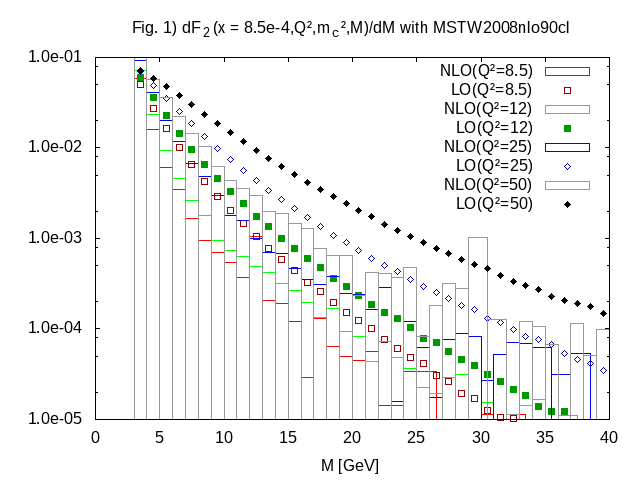 Fig. 1) dF₂(x = 8.5e-4,Q²,m_c²,M)/dM with MSTW2008nlo90cl
1.0e-01
NLO(Q²=8.5)
LO(Q²=8.5)
NLO(Q²=12)
LO(Q²=12)
NLO(Q²=25)
LO(Q²=25)
NLO(Q²=50)
LO(Q²=50)
1.0e-02
1.0e-03
1.0e-04
1.0e-05
0 5 10 15 20 25 30 35 40
M [GeV]